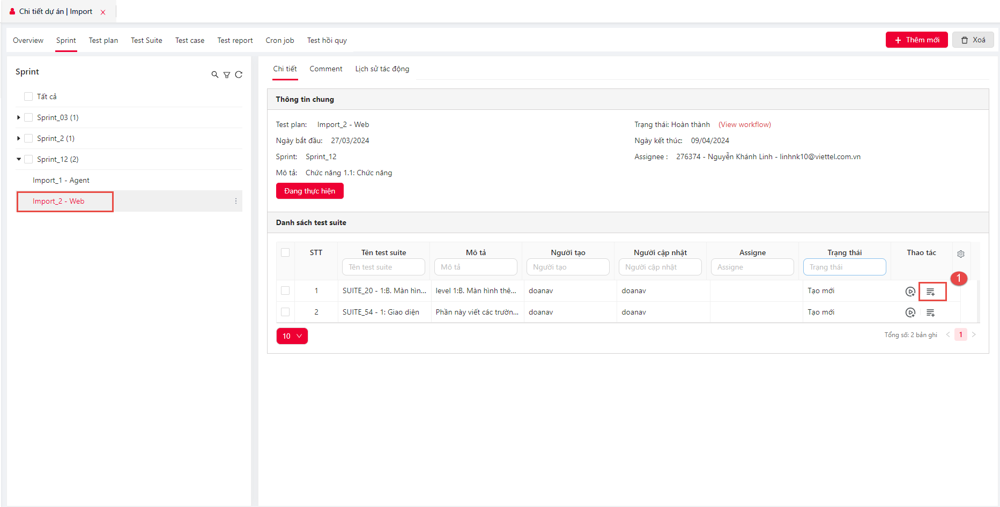 Chi tiết dự án | Import
Overview Sprint Test plan Test Suite Test case Test report Cron job Test hồi quy
Thêm mới Xoá
Sprint
Tất cả
Sprint_03 (1)
Sprint_2 (1)
Sprint_12 (2)
Import_1 - Agent
Import_2 - Web
Chi tiết Comment Lịch sử tác động
Thông tin chung
Test plan: Import_2 - Web Trạng thái: Hoàn thành (View workflow)
Ngày bắt đầu: 27/03/2024 Ngày kết thúc: 09/04/2024
Sprint: Sprint_12 Assignee : 276374 - Nguyễn Khánh Linh - linhnk10@viettel.com.vn
Mô tả: Chức năng 1.1: Chức năng
Đang thực hiện
Danh sách test suite
STT Tên test suite Mô tả Người tạo Người cập nhật Assigne Trạng thái Thao tác
Tên test suite Mô tả Người tạo Người cập nhật Assigne Trạng thái
1
1 SUITE_20 - 1:B. Màn hìn... level 1:B. Màn hình thê... doanav doanav Tạo mới
2 SUITE_54 - 1: Giao diện Phần này viết các trườn... doanav doanav Tạo mới
10 Tổng số: 2 bản ghi < 1 >